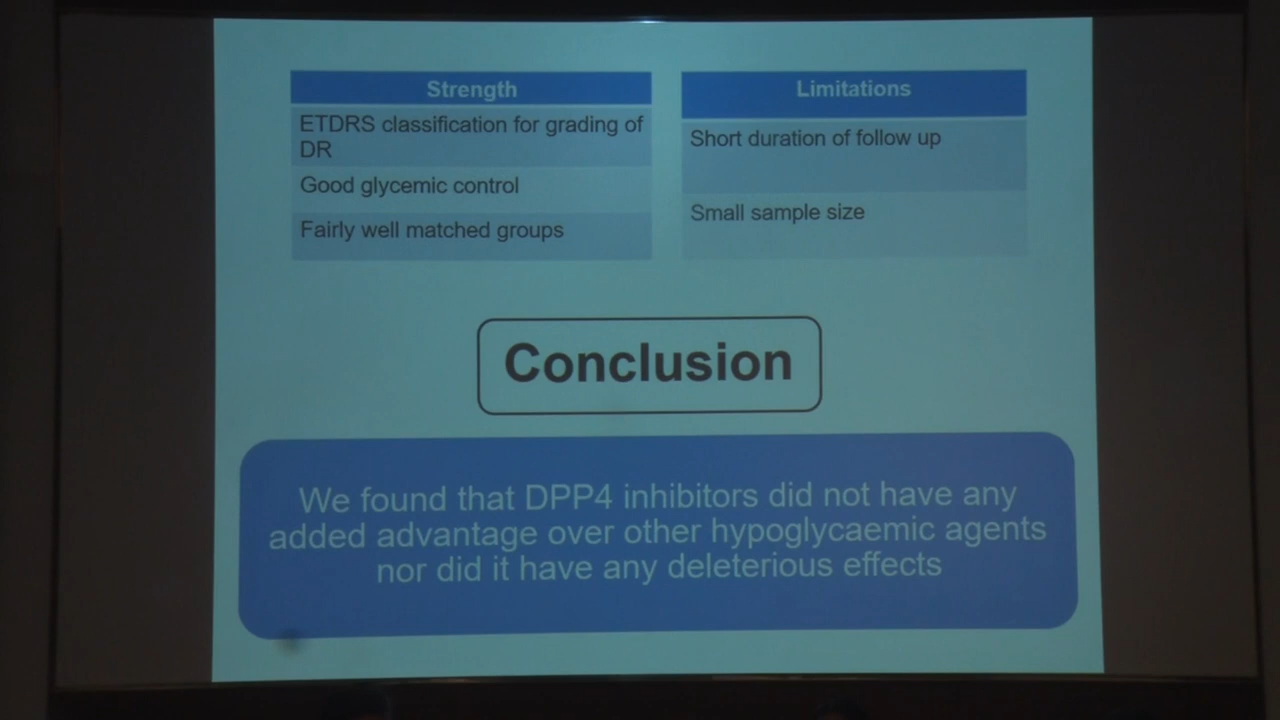 Strength
ETDRS classification for grading of
DR
Good glycemic control
Fairly well matched groups
Limitations
Short duration of follow up
Small sample size
Conclusion
We found that DPP4 inhibitors did not have any
added advantage over other hypoglycaemic agents
nor did it have any deleterious effects